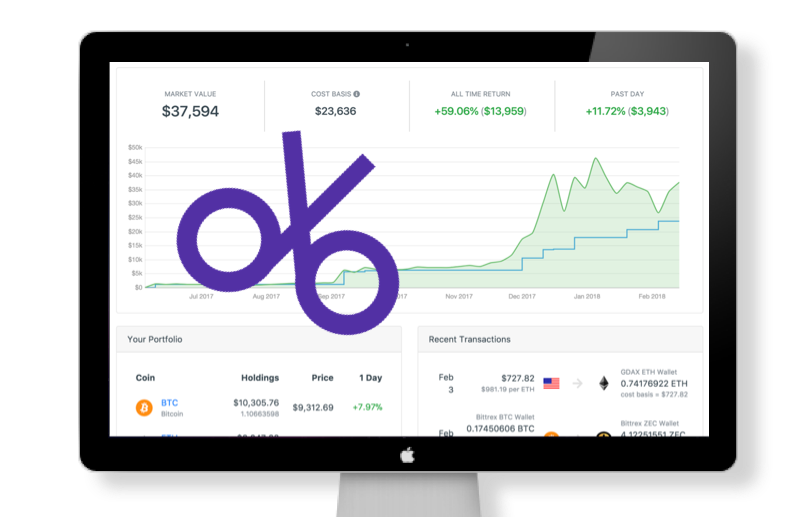 MARKET VALUE COST BASIS ALL TIME RETURN PAST DAY
$37,594 $23,636 +59.06% ($13,959) +11.72% ($3,943)
$50k
$45k
$40k
$35k
$30k
$25k
$20k
$15k
$10k
$5k
$0
Jul 2017 Aug 2017 Sep 2017 2017 Nov 2017 Dec 2017 Jan 2018 Feb 2018
Your Portfolio
Coin Holdings Price 1 Day
BTC $10,305.76 $9,312.69 +7.97%
Bitcoin 1.10663598
Recent Transactions
Feb 3 $727.82 GDAX ETH Wallet
$981.19 per ETH 0.74176922 ETH
cost basis = $727.82
Feb Bittrex BTC Wallet Bittrex ZEC Wallet
0.17450606 BTC 4.12251551 ZEC